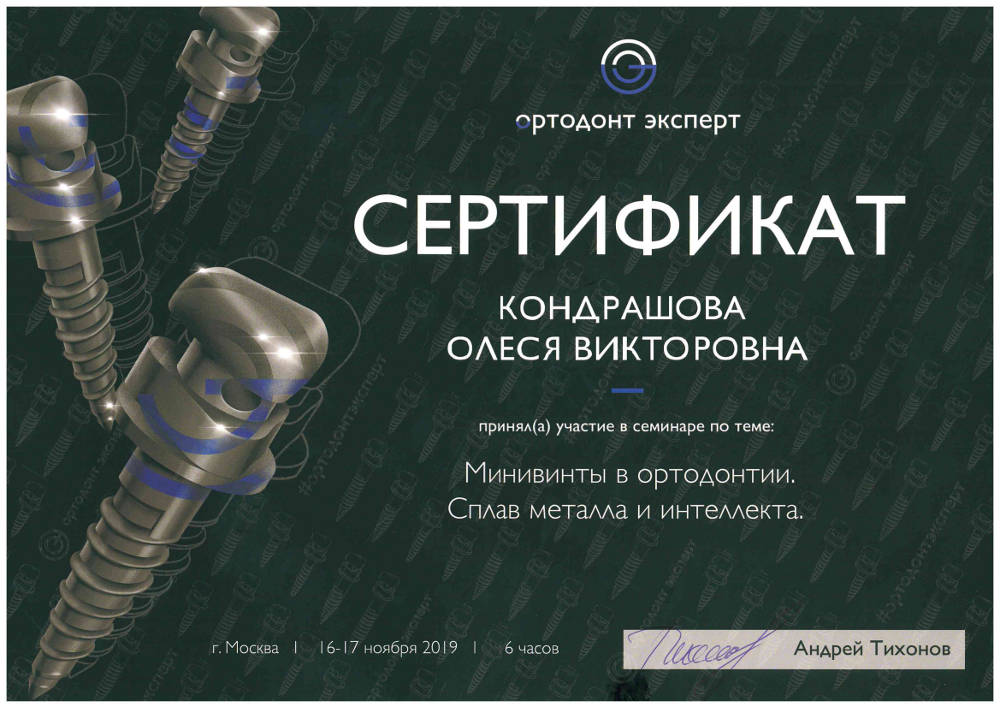 ортодонт эксперт
СЕРТИФИКАТ
КОНДРАШОВА
ОЛЕСЯ ВИКТОРОВНА
принял(а) участие в семинаре по теме:
Минивинты в ортодонтии.
Сплав металла и интеллекта.
г. Москва | 16-17 ноября 2019 | 6 часов
Андрей Тихонов